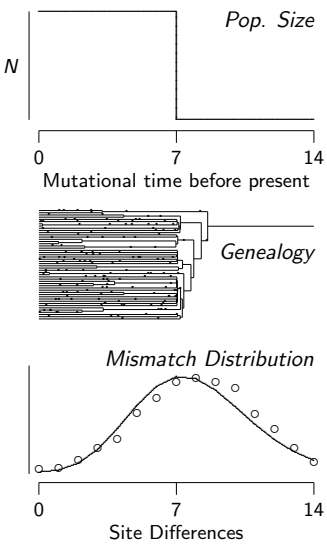 Pop. Size
N
0 7 14
Mutational time before present
Genealogy
Mismatch Distribution
0 7 14
Site Differences